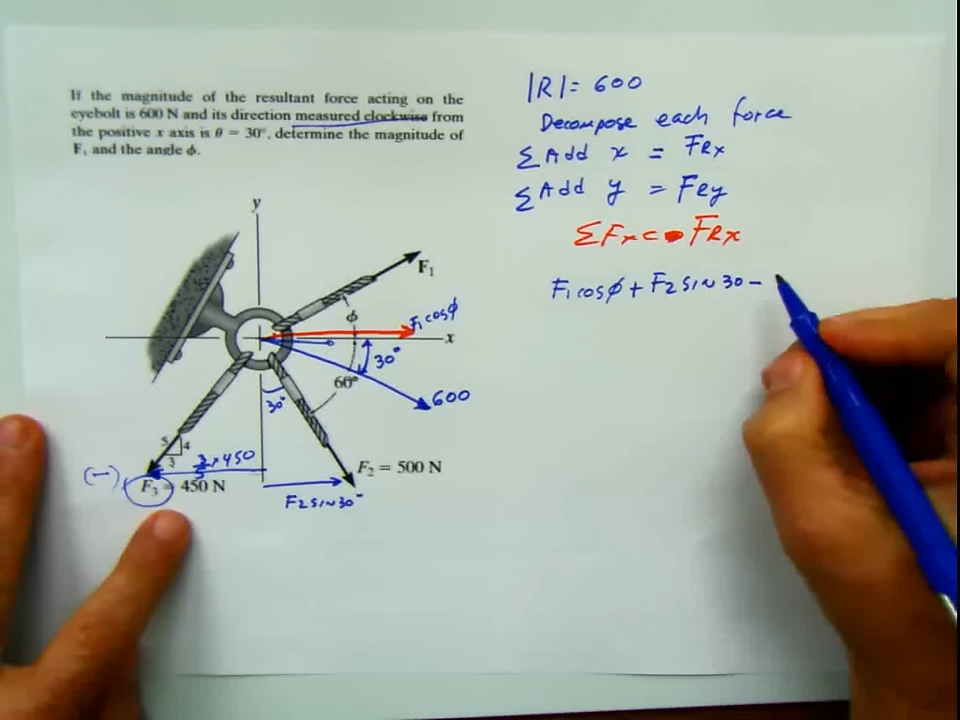 If the magnitude of the resultant force acting on the
eyebolt is 600 N and its direction measured clockwise from
the positive x axis is θ = 30°, determine the magnitude of
F₁ and the angle ϕ.
|R| = 600
Decompose each force
Σ Add x = FRx
Σ Add y = FRy
ΣFx = FRx
F₁cosϕ + F₂ sin 30 –
y
F₁
ϕ
F₁cosϕ
x
30°
60°
600
30°
5
4
3
3/5 × 450
(–)
F₃ = 450 N
F₂ = 500 N
F₂ sin 30°